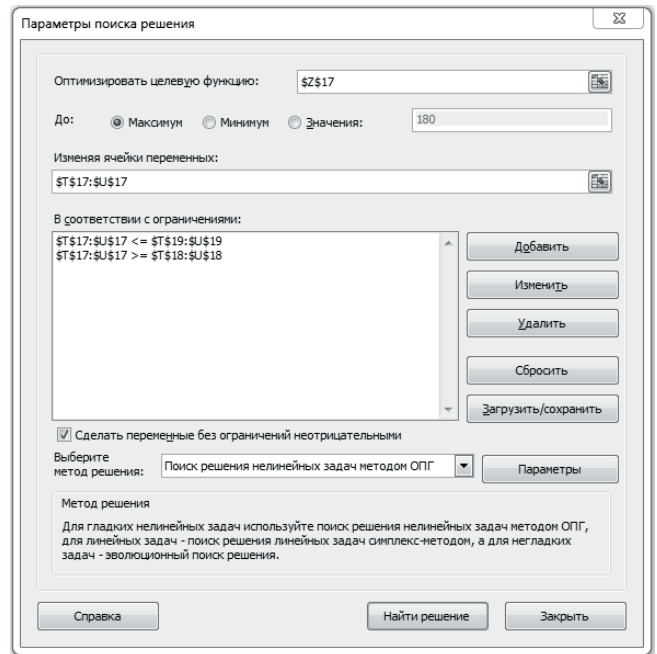 Параметры поиска решения
Оптимизировать целевую функцию: $Z$17
До: Максимум Минимум Значения: 180
Изменяя ячейки переменных:
$T$17:$U$17
В соответствии с ограничениями:
$T$17:$U$17 <= $T$19:$U$19
$T$17:$U$17 >= $T$18:$U$18
Добавить
Изменить
Удалить
Сбросить
Загрузить/сохранить
Сделать переменные без ограничений неотрицательными
Выберите
метод решения: Поиск решения нелинейных задач методом ОПГ Параметры
Метод решения
Для гладких нелинейных задач используйте поиск решения нелинейных задач методом ОПГ,
для линейных задач - поиск решения линейных задач симплекс-методом, а для негладких
задач - эволюционный поиск решения.
Справка Найти решение Закрыть